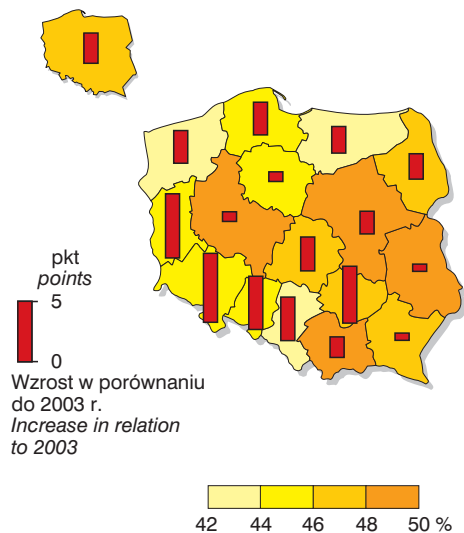 pkt
points
5
0
Wzrost w porównaniu
do 2003 r.
Increase in relation
to 2003
42 44 46 48 50 %